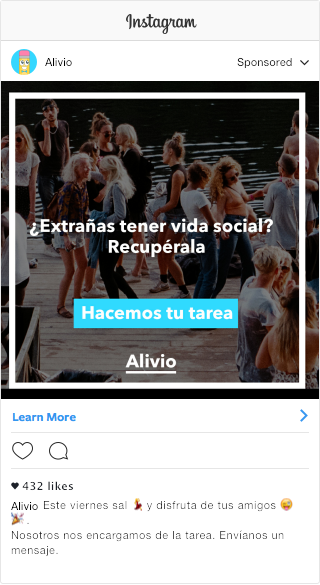 Instagram
Alivio
Sponsored
¿Extrañas tener vida social?
Recupérala
Hacemos tu tarea
Alivio
Learn More
432 likes
Alivio Este viernes sal 💃 y disfruta de tus amigos 😜
🎉.
Nosotros nos encargamos de la tarea. Envíanos un
mensaje.